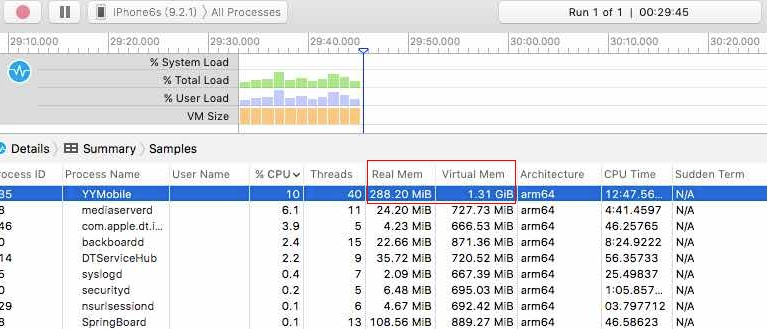 iPhone6s (9.2.1) All Processes Run 1 of 1 | 00:29:45
29:10.000 29:20.000 29:30.000 29:40.000 29:50.000 30:00.000 30:10.000 30:20.000
% System Load
% Total Load
% User Load
VM Size
Details Summary Samples
rocess ID Process Name User Name % CPU Threads Real Mem Virtual Mem Architecture CPU Time Sudden Term
35 YYMobile 10 40 288.20 MiB 1.31 GiB arm64 12:47.56... N/A
8 mediaserverd 6.1 11 24.20 MiB 727.73 MiB arm64 4:41.4597 N/A
46 com.apple.dt.i... 3.9 5 4.23 MiB 666.53 MiB arm64 46.25765 N/A
0 backboardd 2.4 15 22.66 MiB 871.36 MiB arm64 8:24.9222 N/A
14 DTServiceHub 2.2 9 35.72 MiB 720.52 MiB arm64 56.35733 N/A
5 syslogd 0.4 7 2.09 MiB 667.39 MiB arm64 25.49837 N/A
0 securityd 0.2 5 6.48 MiB 695.03 MiB arm64 1:05.857... N/A
29 nsurlsessiond 0.1 6 4.67 MiB 692.42 MiB arm64 03.797712 N/A
8 SpringBoard 0.1 13 108.56 MiB 889.27 MiB arm64 46.58623 N/A